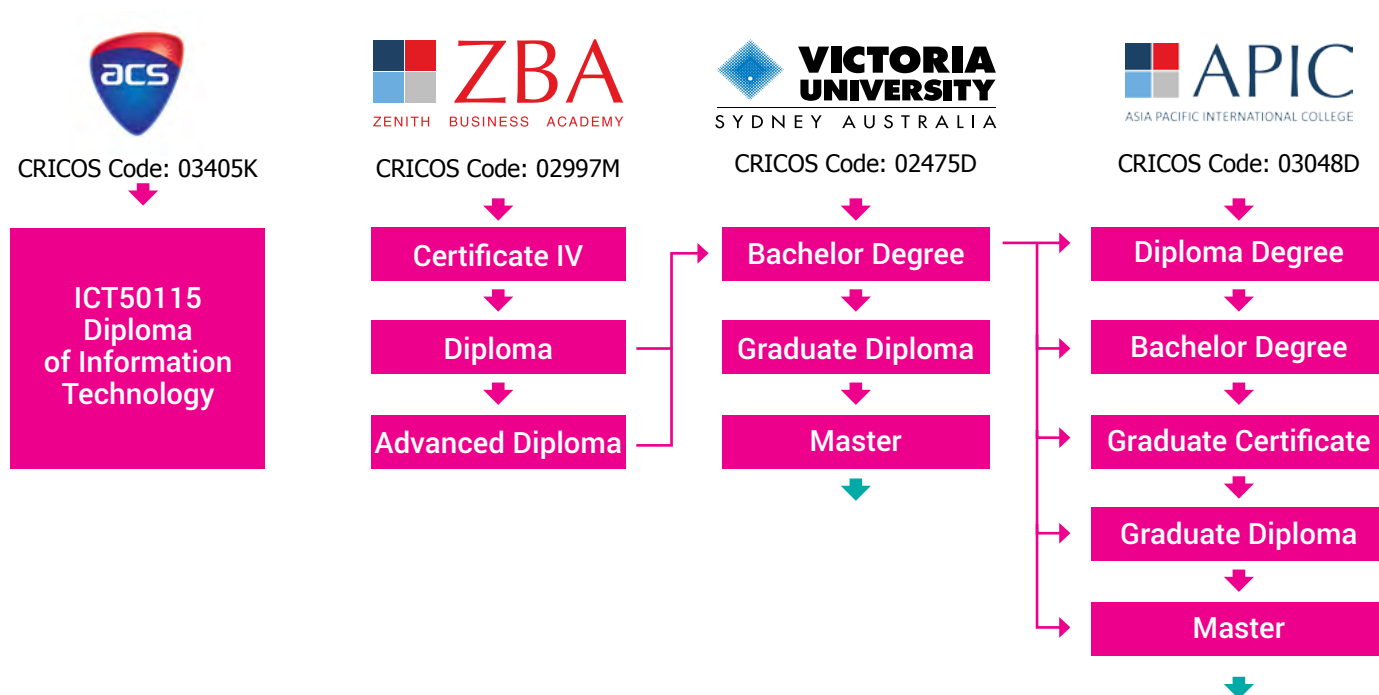 acs
CRICOS Code: 03405K
ICT50115
Diploma
of Information
Technology
ZBA
ZENITH BUSINESS ACADEMY
CRICOS Code: 02997M
Certificate IV
Diploma
Advanced Diploma
VICTORIA
UNIVERSITY
SYDNEY AUSTRALIA
CRICOS Code: 02475D
Bachelor Degree
Graduate Diploma
Master
APIC
ASIA PACIFIC INTERNATIONAL COLLEGE
CRICOS Code: 03048D
Diploma Degree
Bachelor Degree
Graduate Certificate
Graduate Diploma
Master